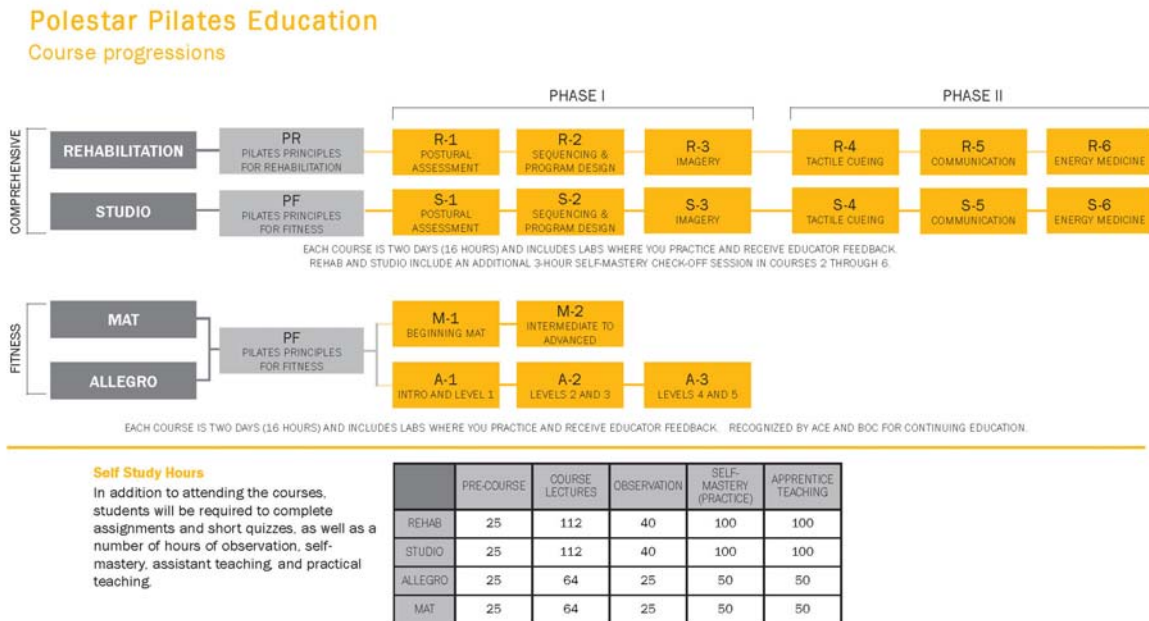 Polestar Pilates Education
Course progressions
PHASE I
PHASE II
COMPREHENSIVE
REHABILITATION
PR
PILATES PRINCIPLES
FOR REHABILITATION
R-1
POSTURAL
ASSESSMENT
R-2
SEQUENCING &
PROGRAM DESIGN
R-3
IMAGERY
R-4
TACTILE CUEING
R-5
COMMUNICATION
R-6
ENERGY MEDICINE
STUDIO
PF
PILATES PRINCIPLES
FOR FITNESS
S-1
POSTURAL
ASSESSMENT
S-2
SEQUENCING &
PROGRAM DESIGN
S-3
IMAGERY
S-4
TACTILE CUEING
S-5
COMMUNICATION
S-6
ENERGY MEDICINE
EACH COURSE IS TWO DAYS (16 HOURS) AND INCLUDES LABS WHERE YOU PRACTICE AND RECEIVE EDUCATOR FEEDBACK.
REHAB AND STUDIO INCLUDE AN ADDITIONAL 3-HOUR SELF-MASTERY CHECK-OFF SESSION IN COURSES 2 THROUGH 6.
FITNESS
MAT
ALLEGRO
PF
PILATES PRINCIPLES
FOR FITNESS
M-1
BEGINNING MAT
M-2
INTERMEDIATE TO
ADVANCED
A-1
INTRO AND LEVEL 1
A-2
LEVELS 2 AND 3
A-3
LEVELS 4 AND 5
EACH COURSE IS TWO DAYS (16 HOURS) AND INCLUDES LABS WHERE YOU PRACTICE AND RECEIVE EDUCATOR FEEDBACK. RECOGNIZED BY ACE AND BOC FOR CONTINUING EDUCATION.
Self Study Hours
In addition to attending the courses,
students will be required to complete
assignments and short quizzes, as well as a
number of hours of observation, self-
mastery, assistant teaching, and practical
teaching.
PRE-COURSE
COURSE
LECTURES
OBSERVATION
SELF-
MASTERY
(PRACTICE)
APPRENTICE
TEACHING
REHAB 25 112 40 100 100
STUDIO 25 112 40 100 100
ALLEGRO 25 64 25 50 50
MAT 25 64 25 50 50